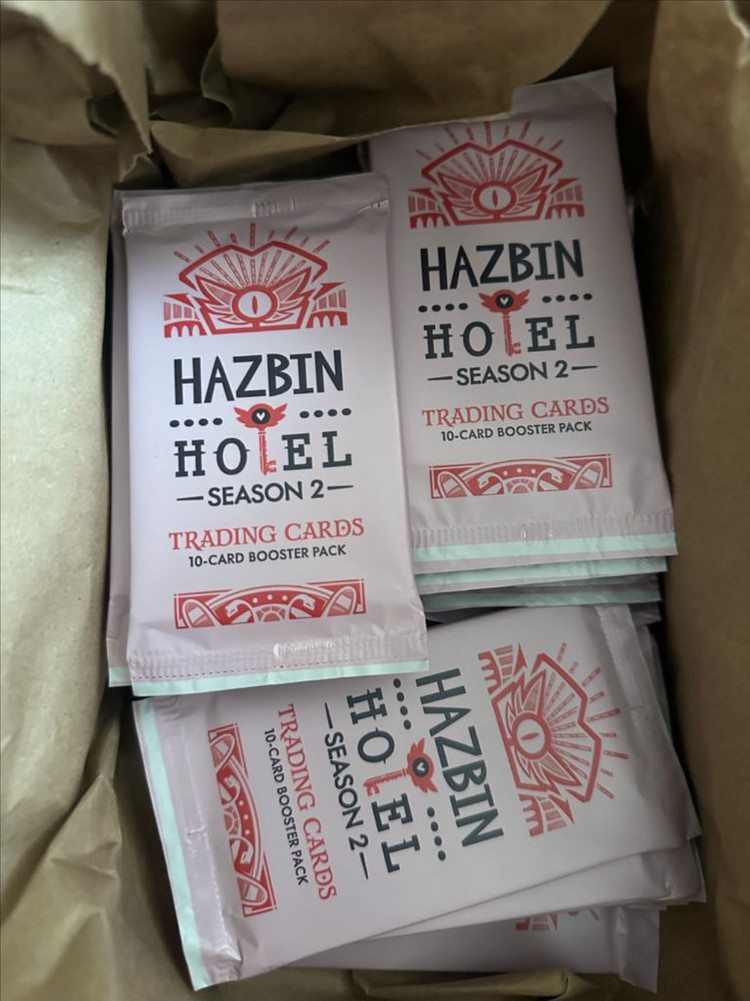 HAZBIN
HOTEL
SEASON 2
TRADING CARDS
10-CARD BOOSTER PACK
HAZBIN
HOTEL
SEASON 2
TRADING CARDS
10-CARD BOOSTER PACK
HAZBIN
HOTEL
SEASON 2
TRADING CARDS
10-CARD BOOSTER PACK